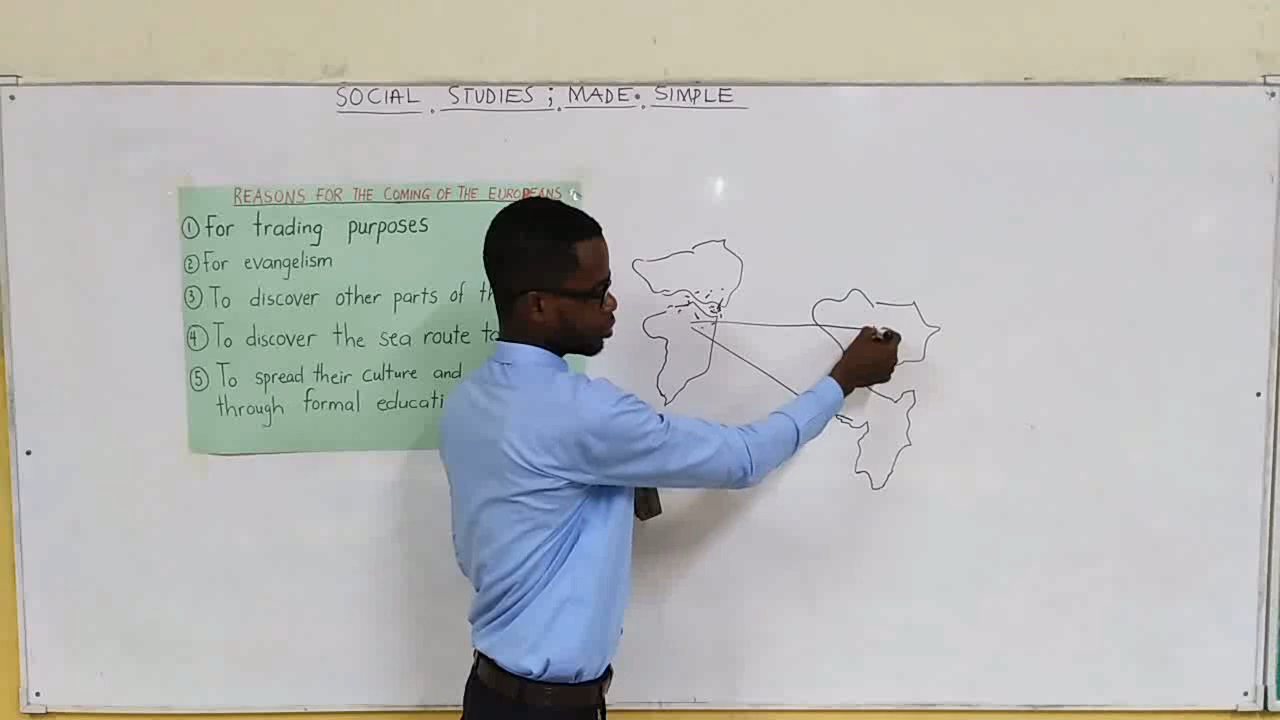 SOCIAL STUDIES ; MADE SIMPLE
REASONS FOR THE COMING OF THE EUROPEANS
① For trading purposes
② For evangelism
③ To discover other parts of
④ To discover the sea route
⑤ To spread their culture and
through formal